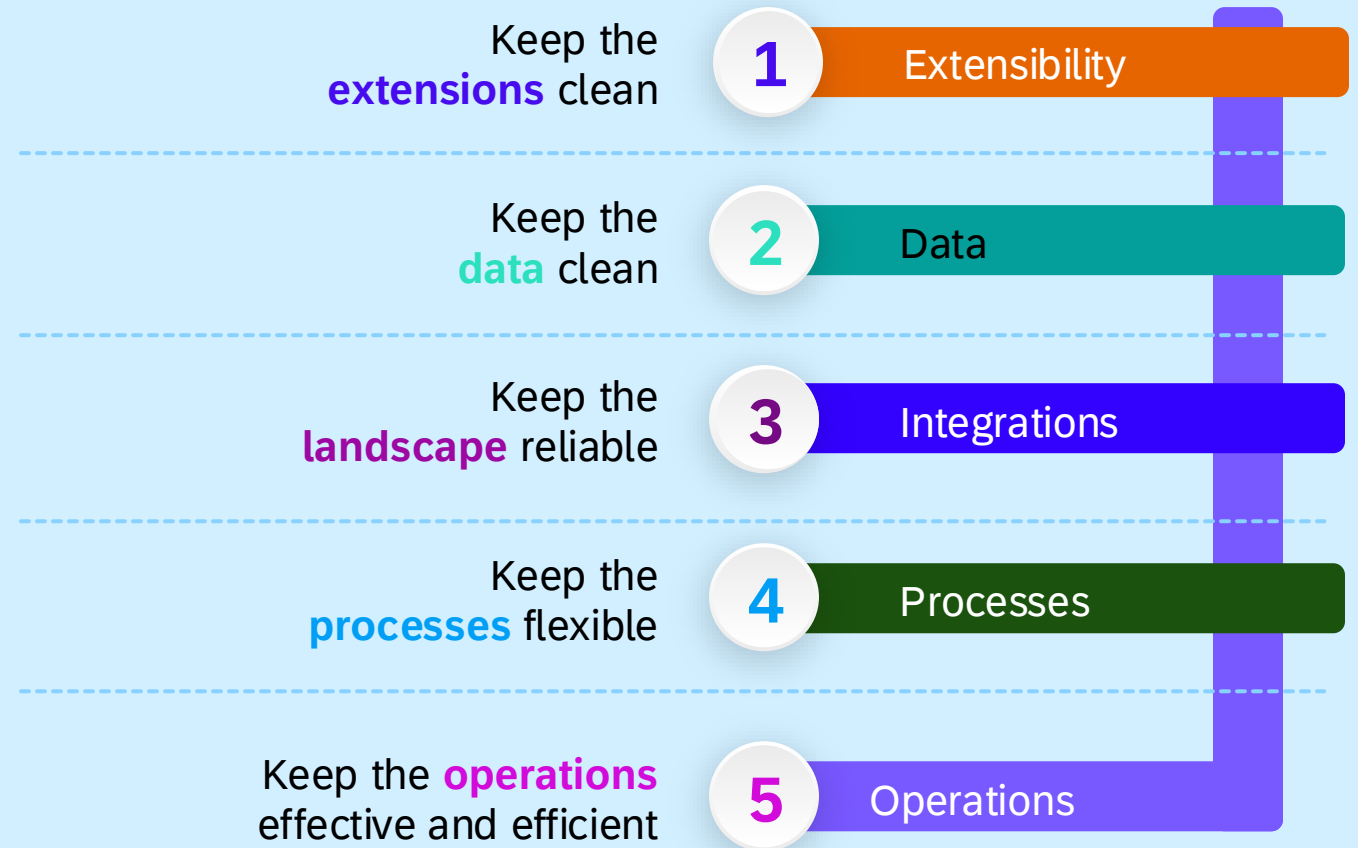 Keep the
extensions clean
1
Extensibility
Keep the
data clean
2
Data
Keep the
landscape reliable
3
Integrations
Keep the
processes flexible
4
Processes
Keep the operations
effective and efficient
5
Operations